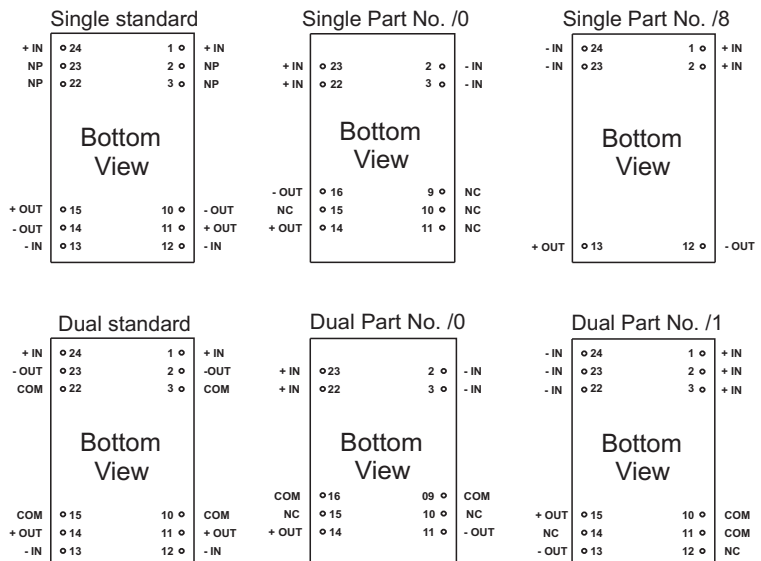 Single standard Single Part No. /0 Single Part No. /8
+ IN 24 1 + IN - IN 24 1 + IN
NP 23 2 NP + IN 23 2 - IN - IN 23 2 + IN
NP 22 3 NP + IN 22 3 - IN
Bottom Bottom Bottom
View View View
- OUT 16 9 NC
+ OUT 15 10 - OUT NC 15 10 NC
- OUT 14 11 + OUT + OUT 14 11 NC
- IN 13 12 - IN + OUT 13 12 - OUT
Dual standard Dual Part No. /0 Dual Part No. /1
+ IN 24 1 + IN - IN 24 1 + IN
- OUT 23 2 -OUT + IN 23 2 - IN - IN 23 2 + IN
COM 22 3 COM + IN 22 3 - IN - IN 22 3 + IN
Bottom Bottom Bottom
View View View
COM 16 09 COM
COM 15 10 COM NC 15 10 NC + OUT 15 10 COM
+ OUT 14 11 + OUT + OUT 14 11 - OUT NC 14 11 COM
- IN 13 12 - IN - OUT 13 12 NC